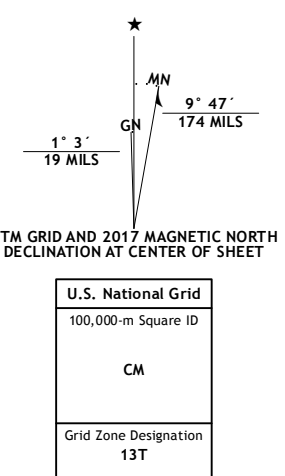 ★
MN
GN
9° 47´
174 MILS
1° 3´
19 MILS
TM GRID AND 2017 MAGNETIC NORTH
DECLINATION AT CENTER OF SHEET
U.S. National Grid
100,000-m Square ID
CM
Grid Zone Designation
13T